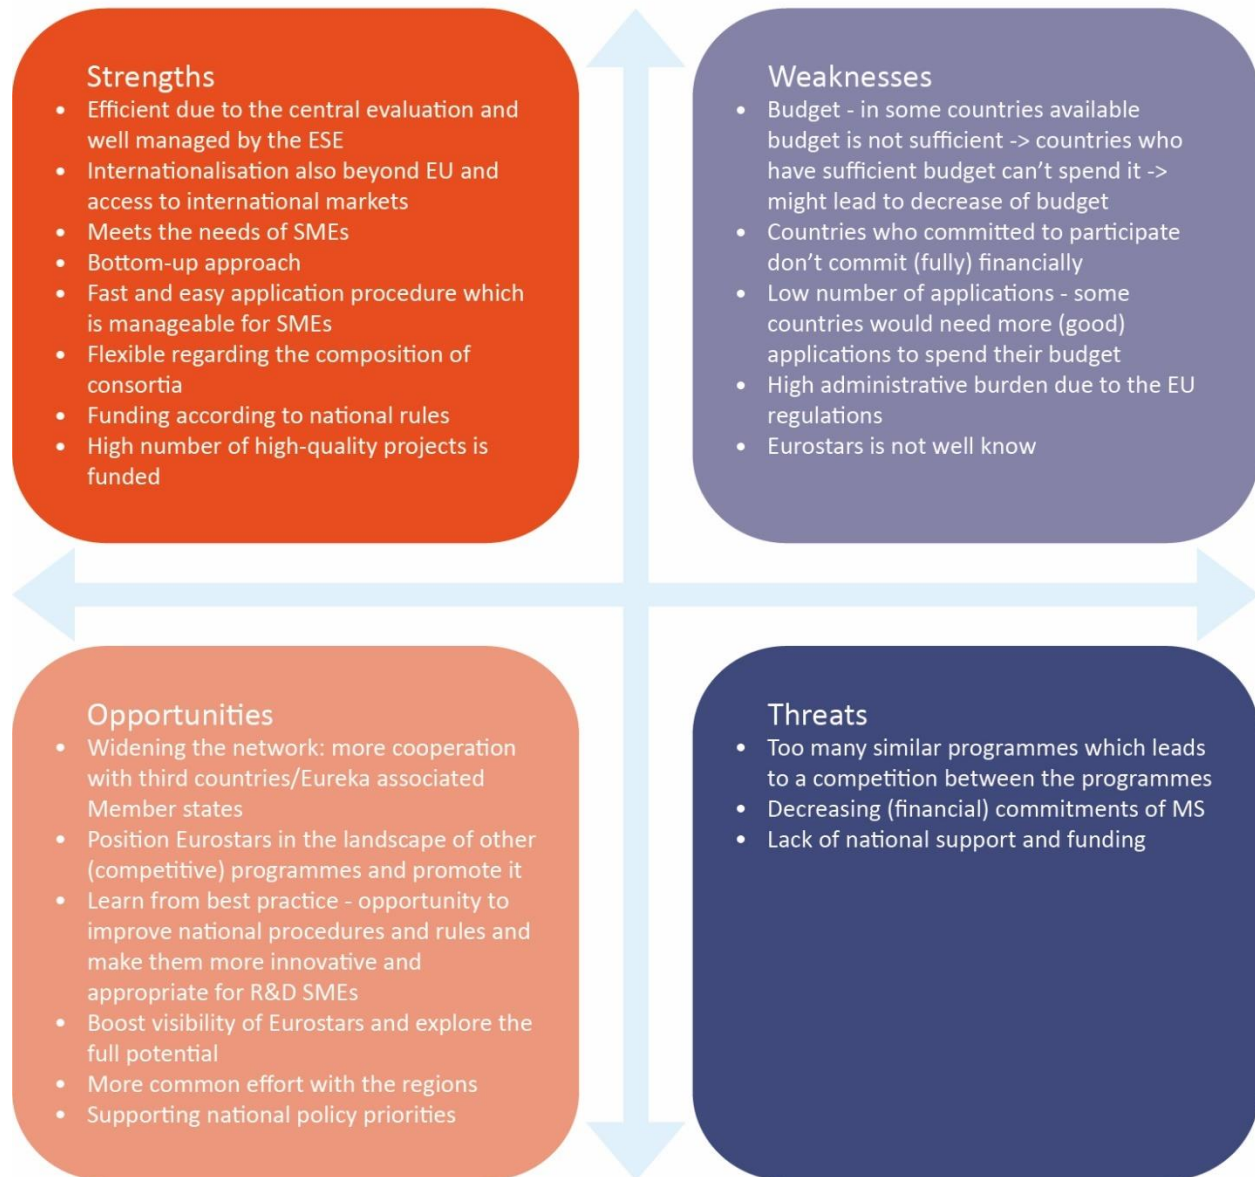 Strengths
• Efficient due to the central evaluation and
well managed by the ESE
• Internationalisation also beyond EU and
access to international markets
• Meets the needs of SMEs
• Bottom-up approach
• Fast and easy application procedure which
is manageable for SMEs
• Flexible regarding the composition of
consortia
• Funding according to national rules
• High number of high-quality projects is
funded
Weaknesses
• Budget - in some countries available
budget is not sufficient -> countries who
have sufficient budget can’t spend it ->
might lead to decrease of budget
• Countries who committed to participate
don’t commit (fully) financially
• Low number of applications - some
countries would need more (good)
applications to spend their budget
• High administrative burden due to the EU
regulations
• Eurostars is not well know
Opportunities
• Widening the network: more cooperation
with third countries/Eureka associated
Member states
• Position Eurostars in the landscape of other
(competitive) programmes and promote it
• Learn from best practice - opportunity to
improve national procedures and rules and
make them more innovative and
appropriate for R&D SMEs
• Boost visibility of Eurostars and explore the
full potential
• More common effort with the regions
• Supporting national policy priorities
Threats
• Too many similar programmes which leads
to a competition between the programmes
• Decreasing (financial) commitments of MS
• Lack of national support and funding